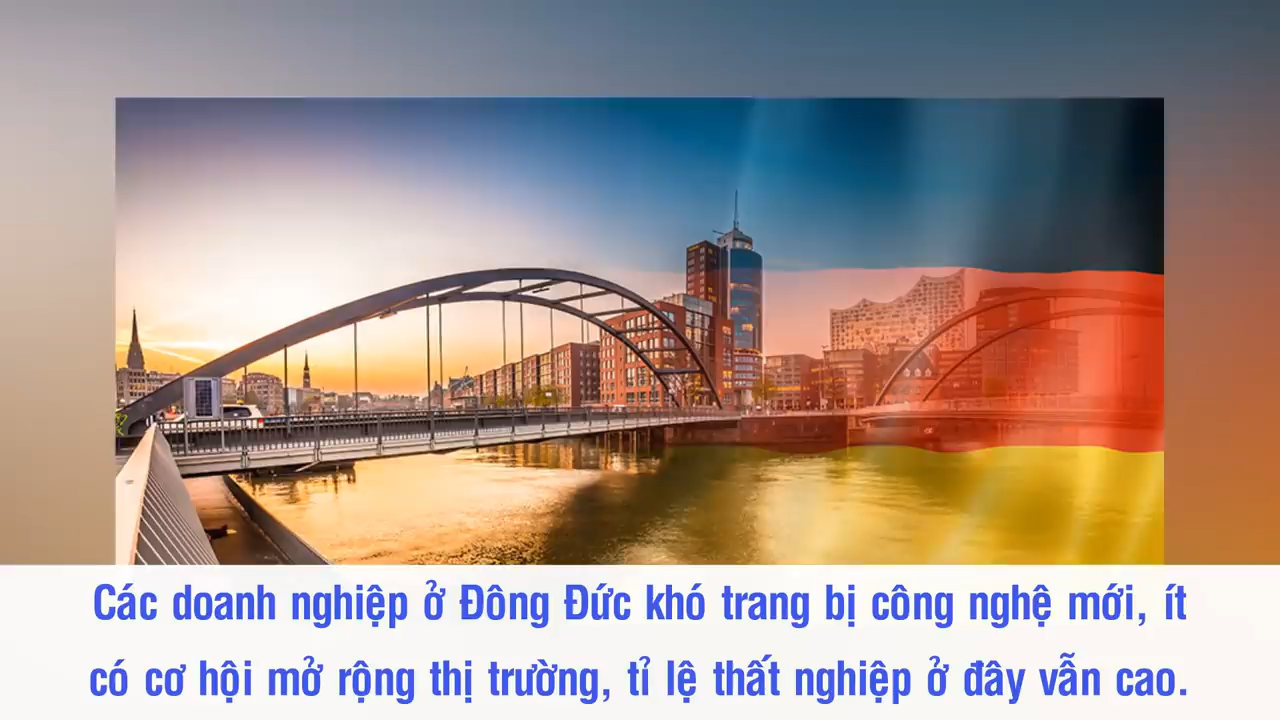 Các doanh nghiệp ở Đông Đức khó trang bị công nghệ mới, ít
có cơ hội mở rộng thị trường, tỉ lệ thất nghiệp ở đây vẫn cao.